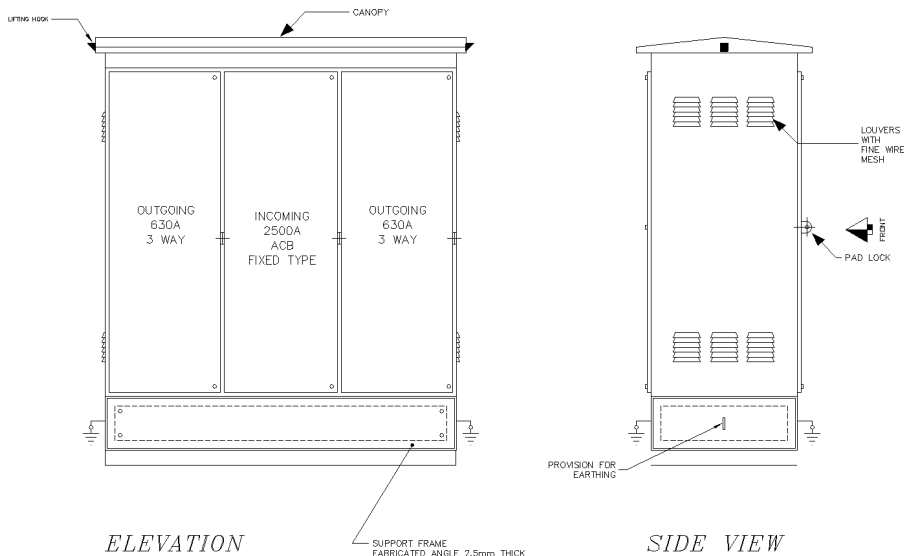 LIFTING HOOK
CANOPY
OUTGOING
630A
3 WAY
INCOMING
2500A
ACB
FIXED TYPE
OUTGOING
630A
3 WAY
LOUVERS
WITH
FINE WIRE
MESH
FRONT
PAD LOCK
PROVISION FOR
EARTHING
SUPPORT FRAME
FABRICATED ANGLE 2.5mm THICK
ELEVATION
SIDE VIEW